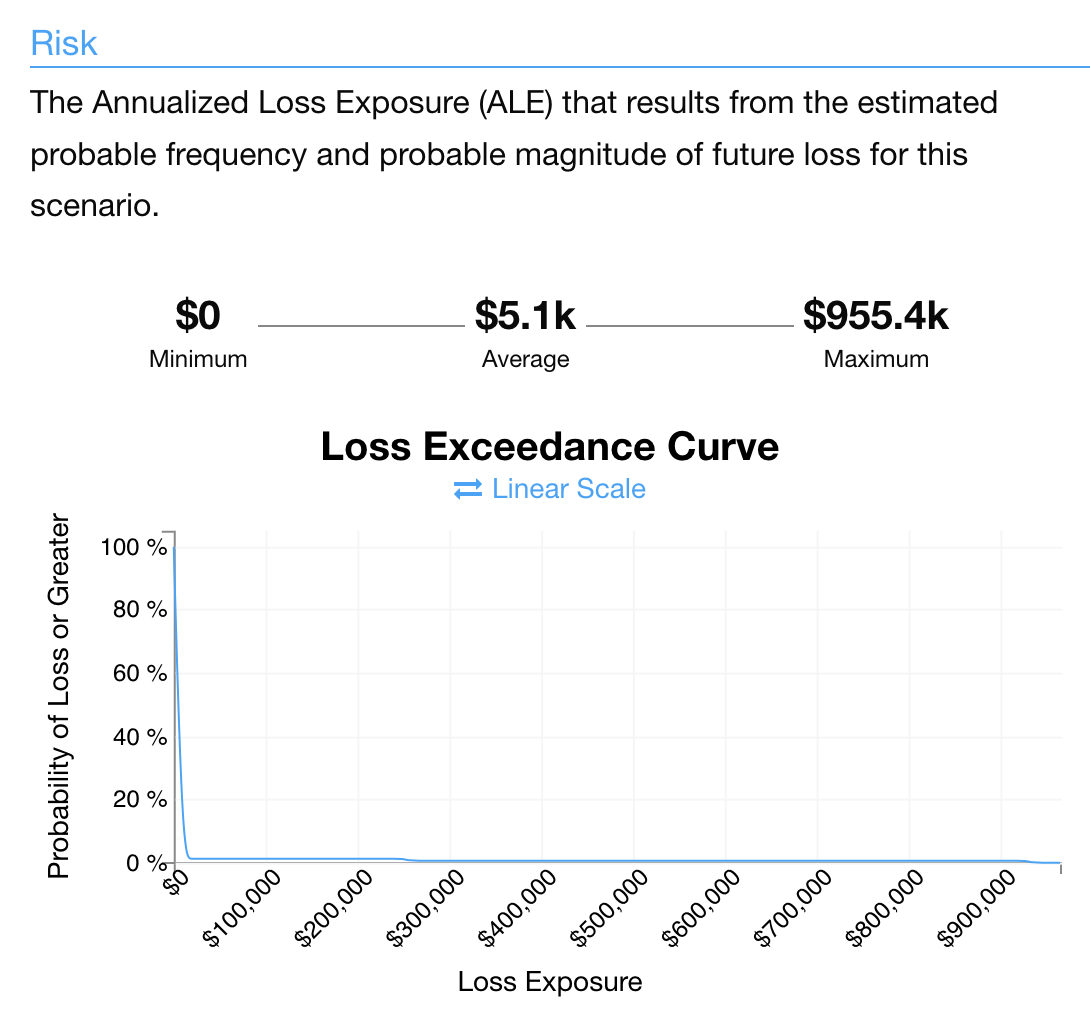 Risk
The Annualized Loss Exposure (ALE) that results from the estimated
probable frequency and probable magnitude of future loss for this
scenario.
$0
$5.1k
$955.4k
Minimum
Average
Maximum
Loss Exceedance Curve
Linear Scale
Probability of Loss or Greater
100 %
80 %
60 %
40 %
20 %
0 %
$0
$100,000
$200,000
$300,000
$400,000
$500,000
$600,000
$700,000
$800,000
$900,000
Loss Exposure